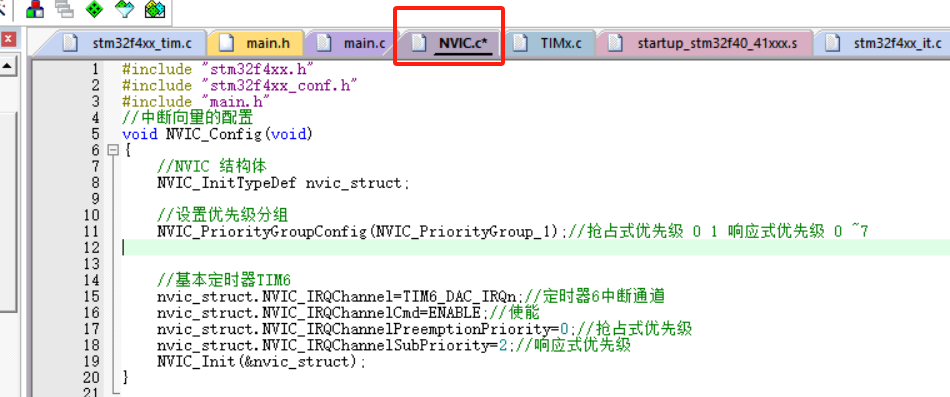 stm32f4xx_tim.c main.h main.c NVIC.c* TIMx.c startup_stm32f40_41xxx.s stm32f4xx_it.c
1 #include "stm32f4xx.h"
2 #include "stm32f4xx_conf.h"
3 #include "main.h"
4 //中断向量的配置
5 void NVIC_Config(void)
6 {
7 //NVIC 结构体
8 NVIC_InitTypeDef nvic_struct;
9
10 //设置优先级分组
11 NVIC_PriorityGroupConfig(NVIC_PriorityGroup_1);//抢占式优先级 0 1 响应式优先级 0 ~7
12
13
14 //基本定时器TIM6
15 nvic_struct.NVIC_IRQChannel=TIM6_DAC_IRQn;//定时器6中断通道
16 nvic_struct.NVIC_IRQChannelCmd=ENABLE;//使能
17 nvic_struct.NVIC_IRQChannelPreemptionPriority=0;//抢占式优先级
18 nvic_struct.NVIC_IRQChannelSubPriority=2;//响应式优先级
19 NVIC_Init(&nvic_struct);
20 }
21